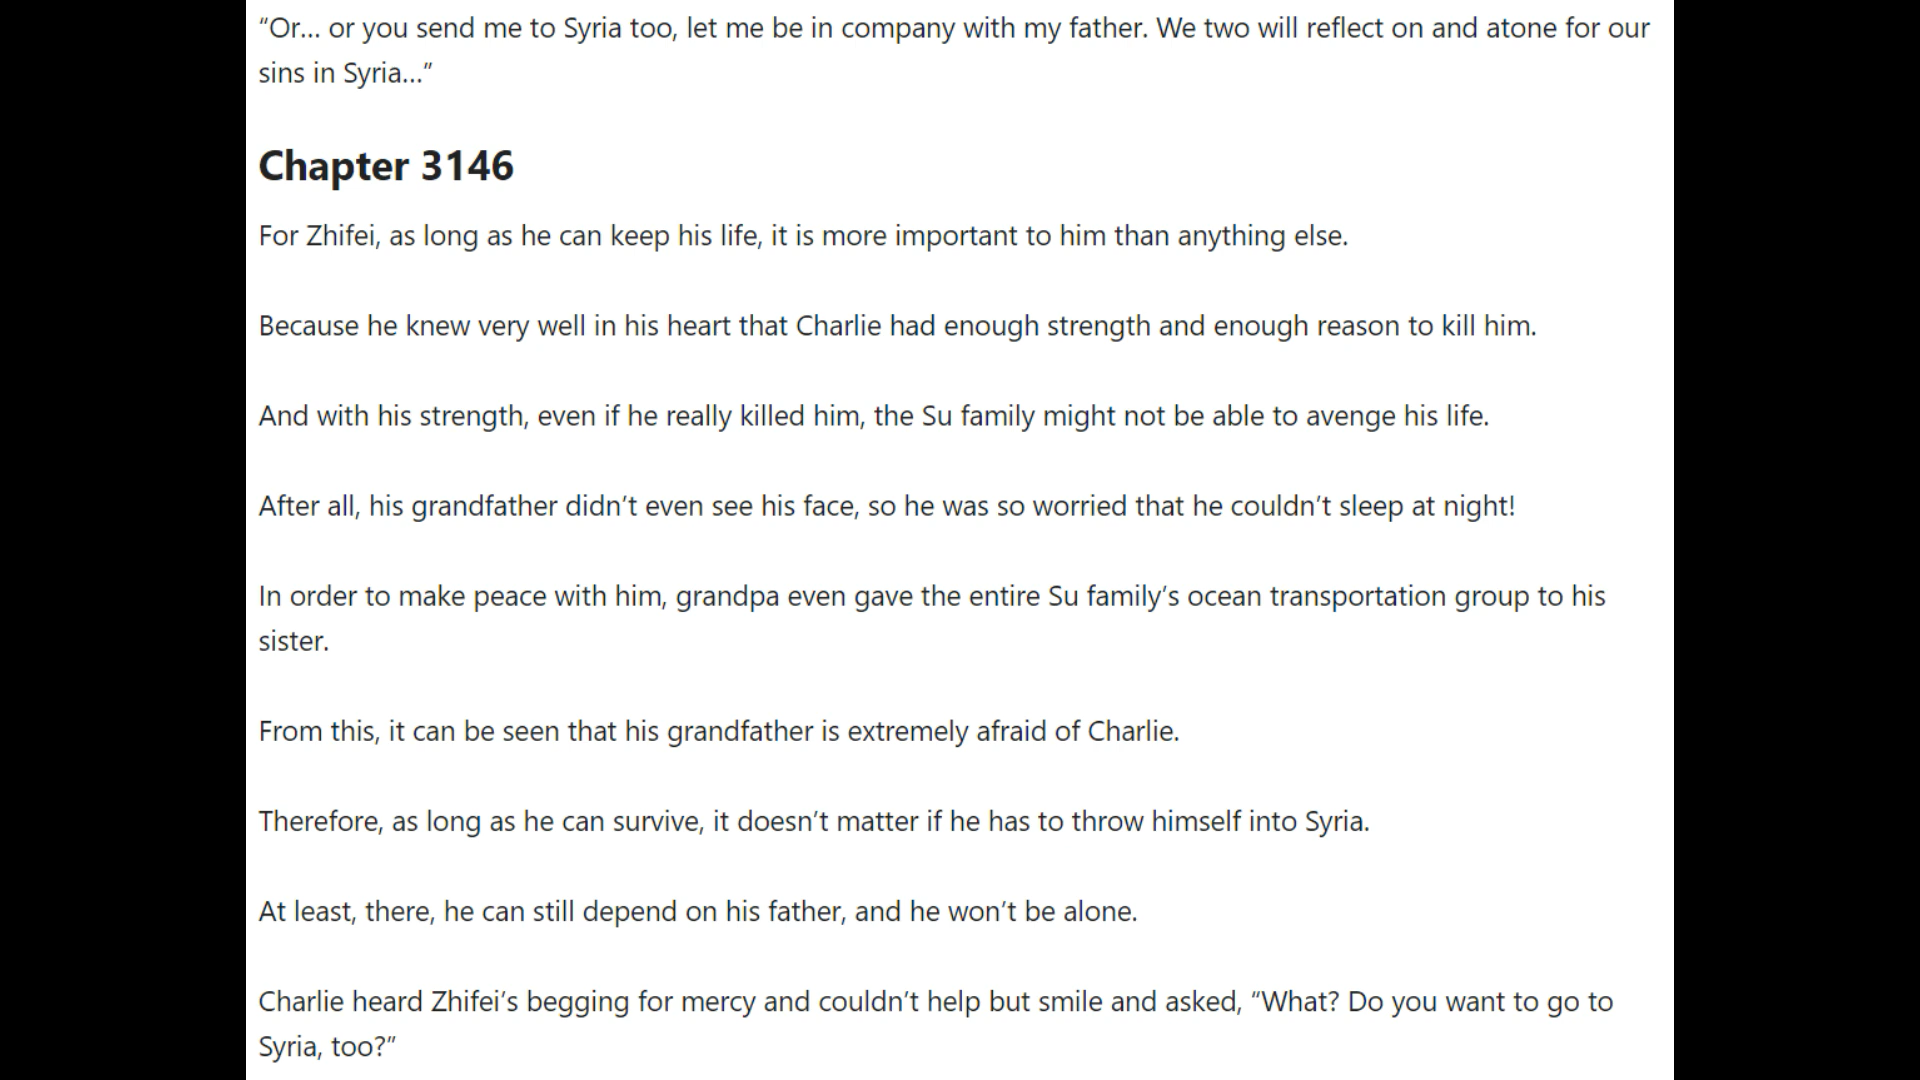 “Or... or you send me to Syria too, let me be in company with my father. We two will reflect on and atone for our
sins in Syria...”
Chapter 3146
For Zhifei, as long as he can keep his life, it is more important to him than anything else.
Because he knew very well in his heart that Charlie had enough strength and enough reason to kill him.
And with his strength, even if he really killed him, the Su family might not be able to avenge his life.
After all, his grandfather didn’t even see his face, so he was so worried that he couldn’t sleep at night!
In order to make peace with him, grandpa even gave the entire Su family’s ocean transportation group to his
sister.
From this, it can be seen that his grandfather is extremely afraid of Charlie.
Therefore, as long as he can survive, it doesn’t matter if he has to throw himself into Syria.
At least, there, he can still depend on his father, and he won’t be alone.
Charlie heard Zhifei’s begging for mercy and couldn’t help but smile and asked, “What? Do you want to go to
Syria, too?”